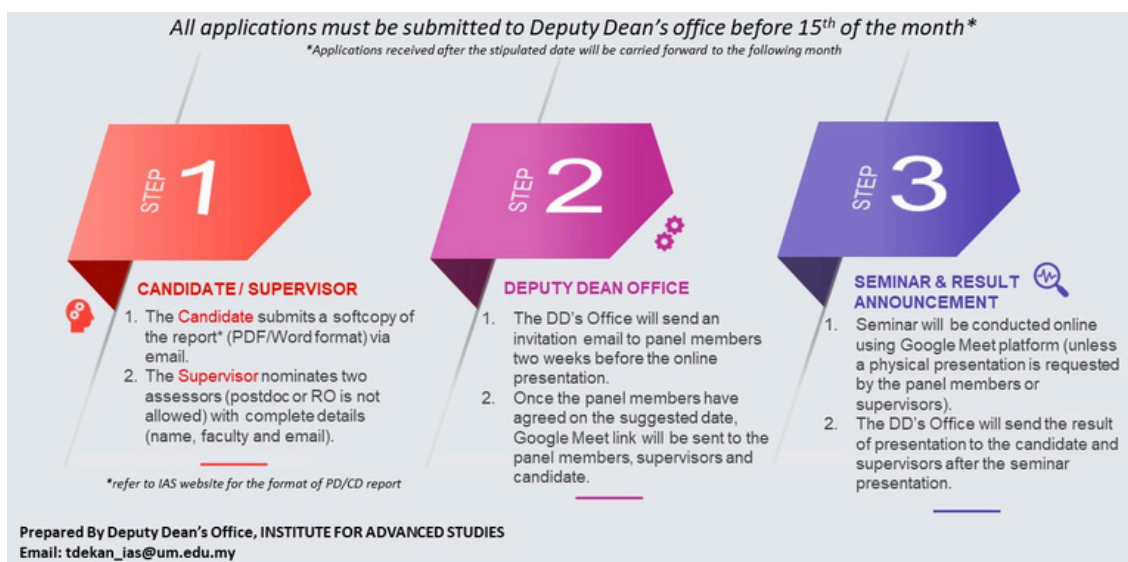 All applications must be submitted to Deputy Dean's office before 15th of the month*
*Applications received after the stipulated date will be carried forward to the following month
STEP 1
CANDIDATE / SUPERVISOR
1. The Candidate submits a softcopy
of the report* (PDF/Word format) via
email.
2. The Supervisor nominates two
assessors (postdoc or RO is not
allowed) with complete details
(name, faculty and email).
*refer to IAS website for the format of PD/CD report
STEP 2
DEPUTY DEAN OFFICE
1. The DD's Office will send an
invitation email to panel members
two weeks before the online
presentation.
2. Once the panel members have
agreed on the suggested date,
Google Meet link will be sent to the
panel members, supervisors and
candidate.
STEP 3
SEMINAR & RESULT
ANNOUNCEMENT
1. Seminar will be conducted online
using Google Meet platform (unless
a physical presentation is requested
by the panel members or
supervisors).
2. The DD's Office will send the result
of presentation to the candidate and
supervisors after the seminar
presentation.
Prepared By Deputy Dean's Office, INSTITUTE FOR ADVANCED STUDIES
Email: tdekan_ias@um.edu.my